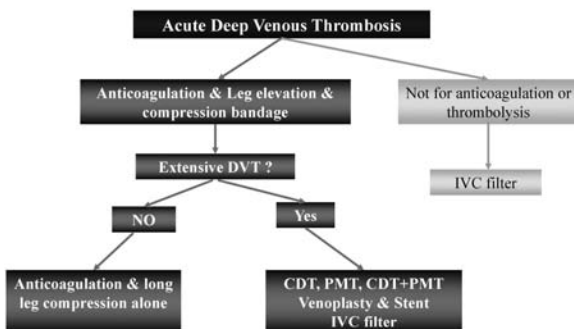 Acute Deep Venous Thrombosis
Anticoagulation & Leg elevation &
compression bandage
Not for anticoagulation or
thrombolysis
Extensive DVT ?
IVC filter
NO
Yes
Anticoagulation & long
leg compression alone
CDT, PMT, CDT+PMT
Venoplasty & Stent
IVC filter